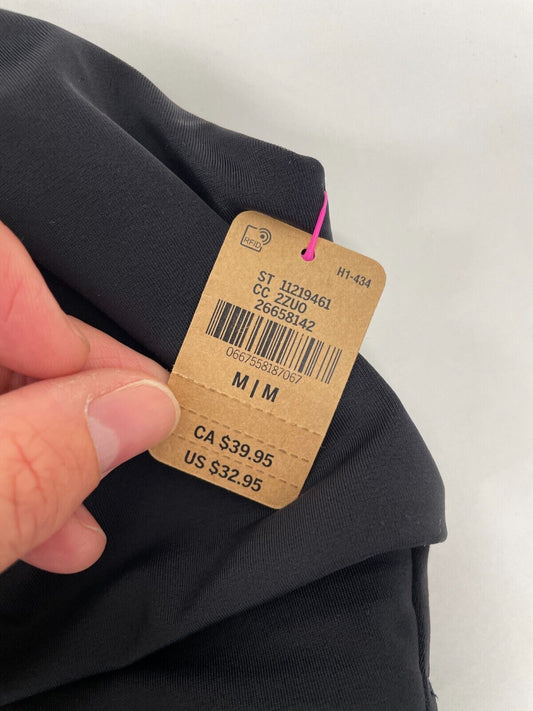 RFID
H1-434
ST 11219461
CC 2ZUO
26658142
0667558187067
M|M
CA $39.95
US $32.95